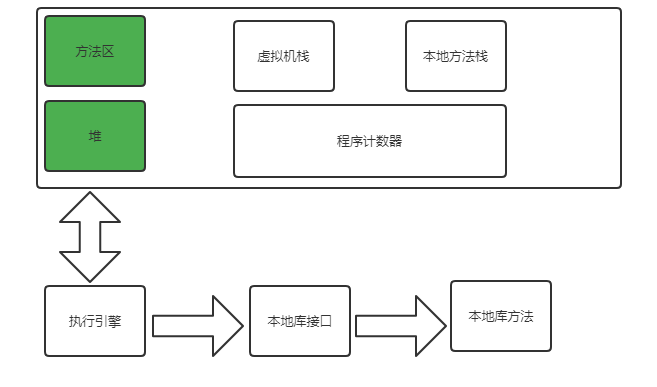 方法区
虚拟机栈
本地方法栈
堆
程序计数器
执行引擎
本地库接口
本地库方法